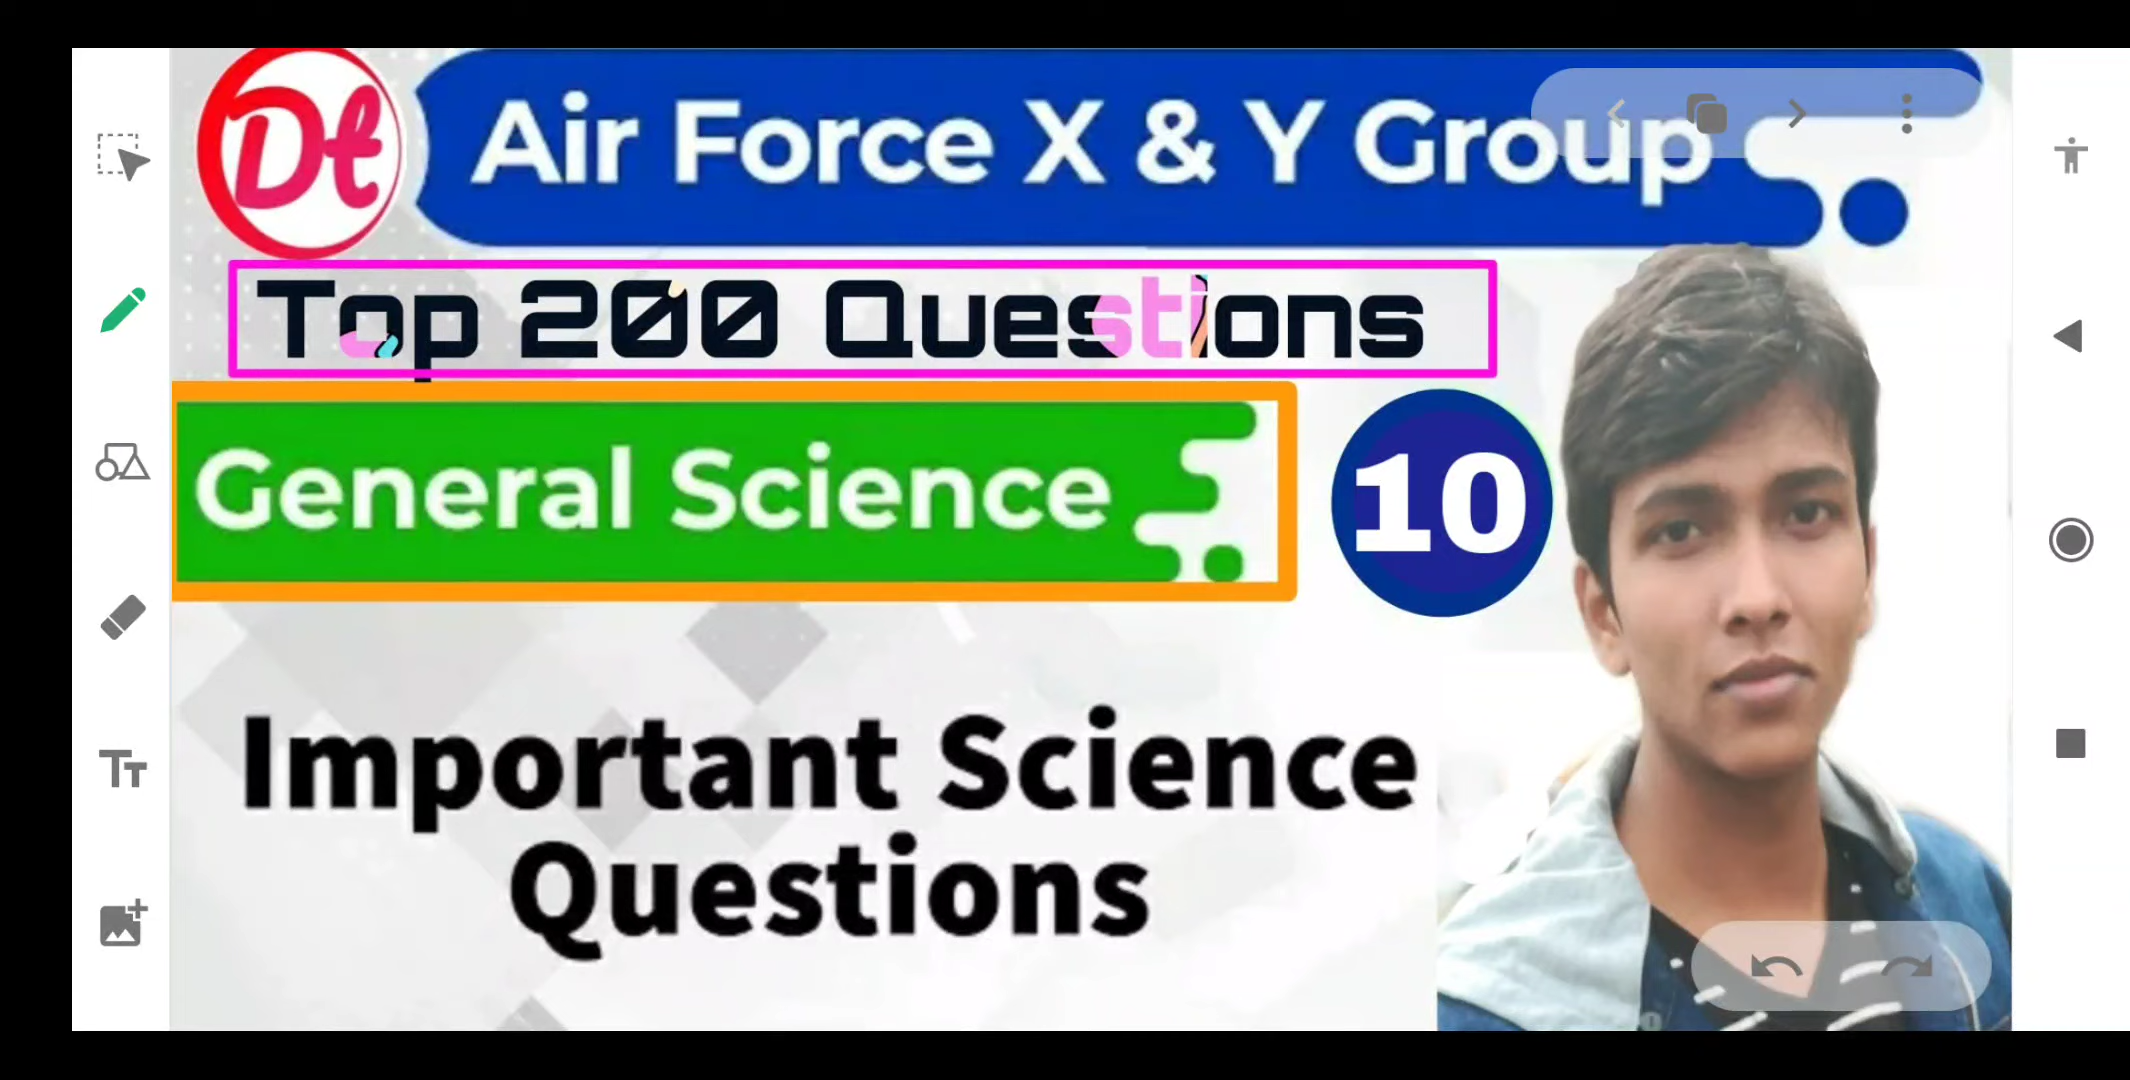 Dt Air Force X & Y Group
Top 200 Questions
General Science
10
Important Science
Questions